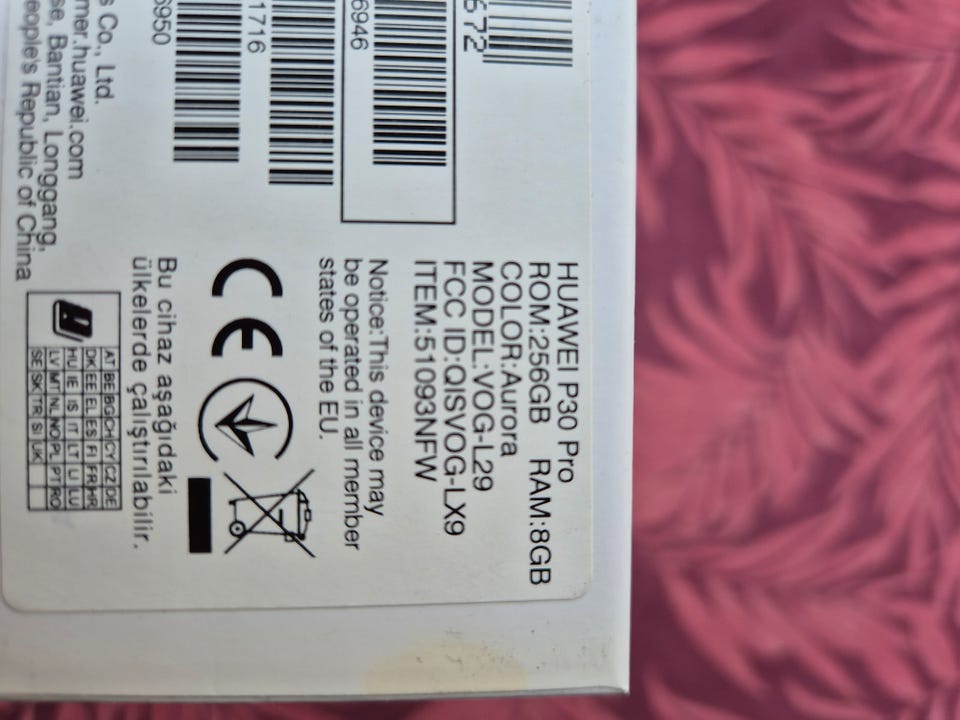 HUAWEI P30 Pro
ROM:256GB RAM:8GB
COLOR:Aurora
MODEL:VOG-L29
FCC ID:QISVOG-LX9
ITEM:51093NFW
Notice:This device may
be operated in all member
states of the EU.
CE
Bu cihaz aşağıdaki
ülkelerde çalıştırılabilir.
AT BE BG CH CY CZ DE
DK EE EL ES FI FR HR
HU IE IS IT LT LI LU
LV MT NL NO PL PT RO
SE SK TR SI UK
672
6946
1716
6950
s Co., Ltd.
mer.huawei.com
se, Bantian, Longgang,
eople's Republic of China